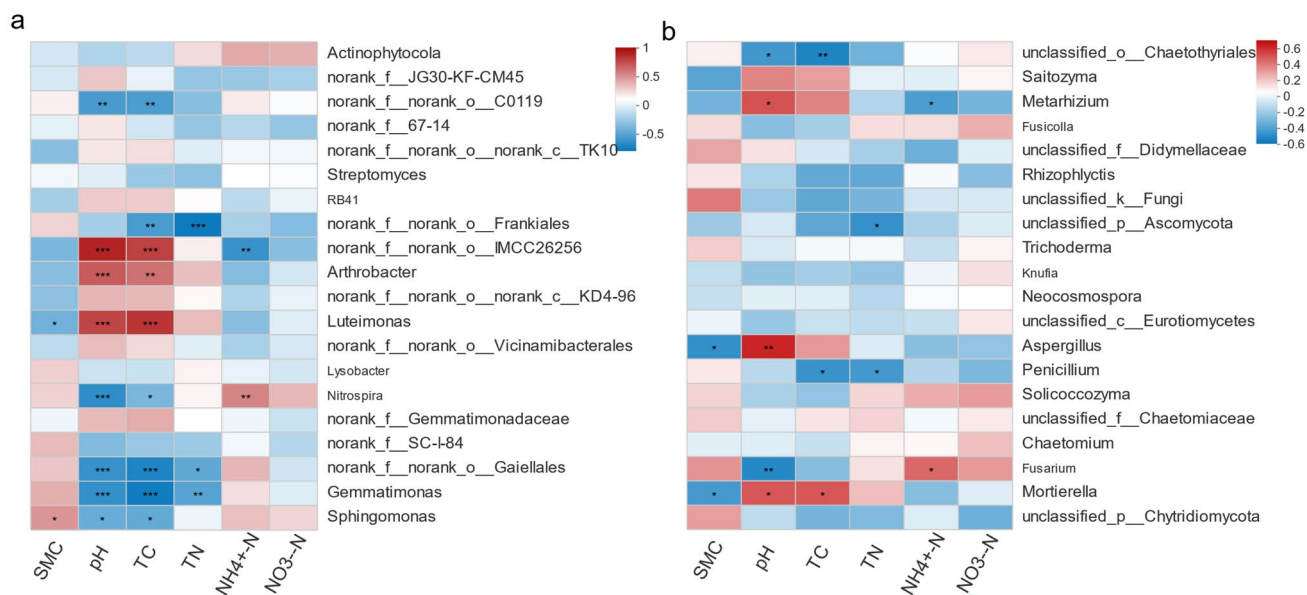 a
Actinophytocola
norank_f__JG30-KF-CM45
** ** norank_f__norank_o__C0119
norank_f__67-14
norank_f__norank_o__norank_c__TK10
Streptomyces
RB41
** *** norank_f__norank_o__Frankiales
*** *** ** norank_f__norank_o__IMCC26256
*** ** Arthrobacter
norank_f__norank_o__norank_c__KD4-96
* *** *** Luteimonas
norank_f__norank_o__Vicinamibacterales
Lysobacter
*** * ** Nitrospira
norank_f__Gemmatimonadaceae
norank_f__SC-I-84
*** *** * norank_f__norank_o__Gaiellales
*** *** ** Gemmatimonas
* * * Sphingomonas
SMC pH TC TN NH4+-N NO3--N
1
0.5
0
-0.5
b
* ** unclassified_o__Chaetothyriales
Saitozyma
* * Metarhizium
Fusicolla
unclassified_f__Didymellaceae
Rhizophlyctis
unclassified_k__Fungi
* unclassified_p__Ascomycota
Trichoderma
Knufia
Neocosmospora
unclassified_c__Eurotiomycetes
* ** Aspergillus
* * Penicillium
Solicoccozyma
unclassified_f__Chaetomiaceae
Chaetomium
** * Fusarium
* * * Mortierella
unclassified_p__Chytridiomycota
SMC pH TC TN NH4+-N NO3--N
0.6
0.4
0.2
0
-0.2
-0.4
-0.6